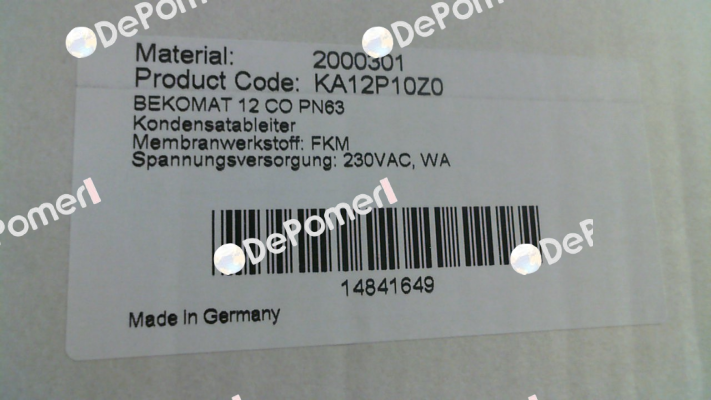 DePomerl
DePomerl
Material: 2000301
Product Code: KA12P10Z0
BEKOMAT 12 CO PN63
Kondensatableiter
Membranwerkstoff: FKM
Spannungsversorgung: 230VAC, WA
DePomerl
DePomerl
14841649
Made in Germany